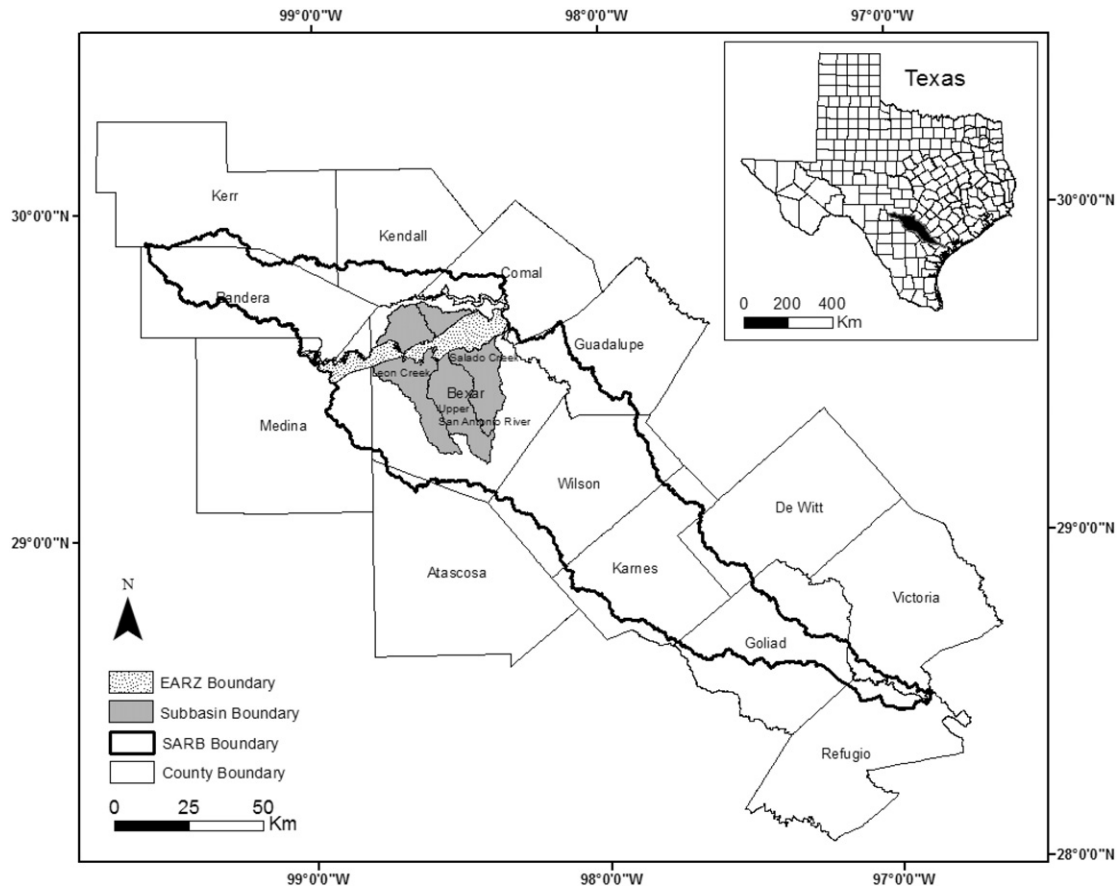 99°0'0"W 98°0'0"W 97°0'0"W
Texas
30°0'0"N
30°0'0"N
0 200 400
Km
Kerr
Kendall
Comal
Bandera
Guadalupe
Salado Creek
Leon Creek
Bexar
Upper
San Antonio River
Medina
Wilson
De Witt
29°0'0"N
29°0'0"N
Atascosa
Karnes
Victoria
Goliad
Refugio
N
EARZ Boundary
Subbasin Boundary
SARB Boundary
County Boundary
0 25 50
Km
28°0'0"N
99°0'0"W 98°0'0"W 97°0'0"W